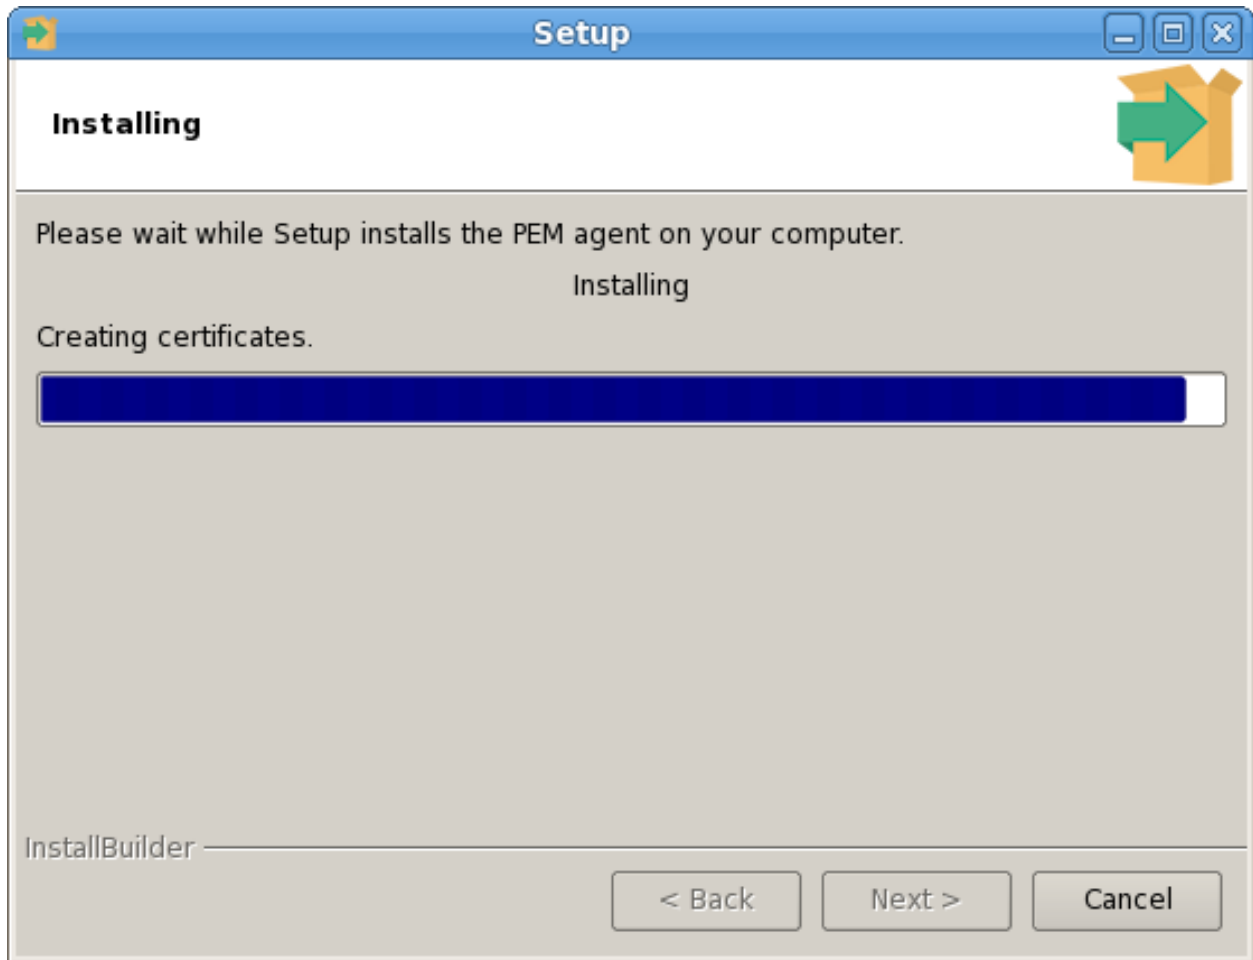 Setup
Installing
Please wait while Setup installs the PEM agent on your computer.
Installing
Creating certificates.
InstallBuilder
< Back
Next >
Cancel